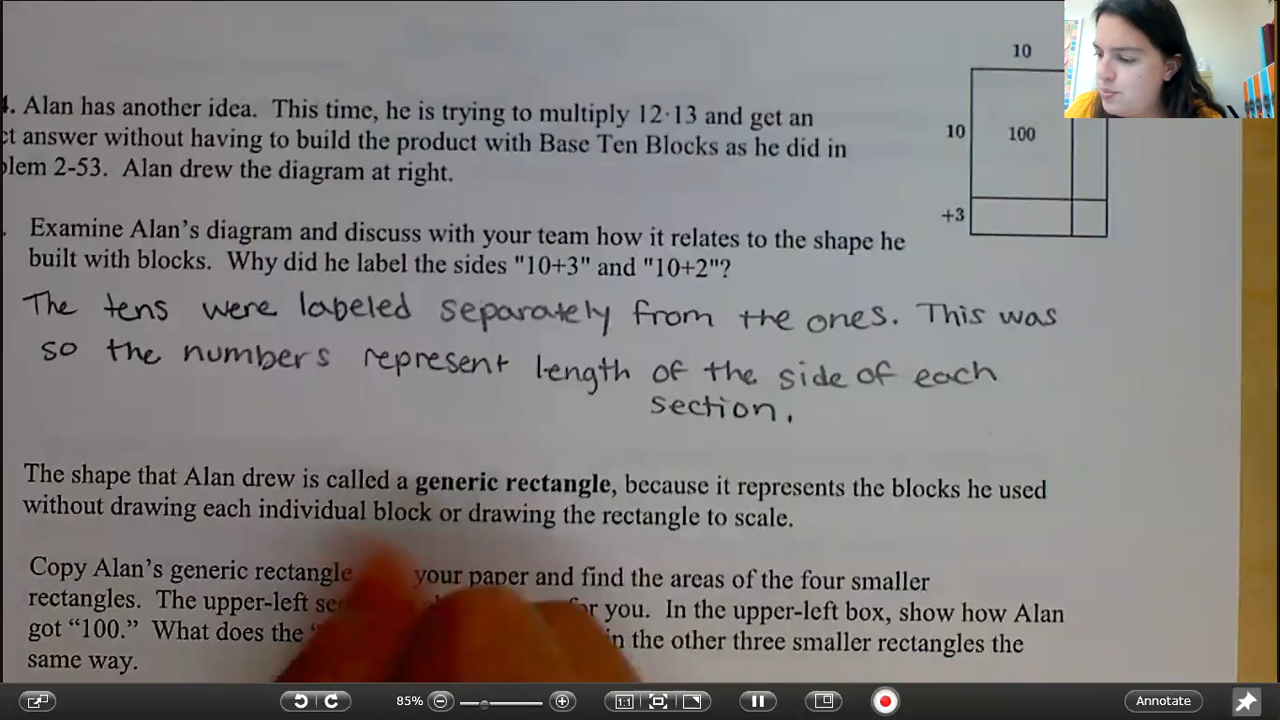 10
4. Alan has another idea. This time, he is trying to multiply 12·13 and get an
ct answer without having to build the product with Base Ten Blocks as he did in
blem 2-53. Alan drew the diagram at right.
10
100
+3
Examine Alan's diagram and discuss with your team how it relates to the shape he
built with blocks. Why did he label the sides "10+3" and "10+2"?
The tens were labeled separately from the ones. This was
so the numbers represent length of the side of each
section.
The shape that Alan drew is called a generic rectangle, because it represents the blocks he used
without drawing each individual block or drawing the rectangle to scale.
Copy Alan's generic rectangle your paper and find the areas of the four smaller
rectangles. The upper-left for you. In the upper-left box, show how Alan
got "100." What does the in the other three smaller rectangles the
same way.
85%
1:1
Annotate